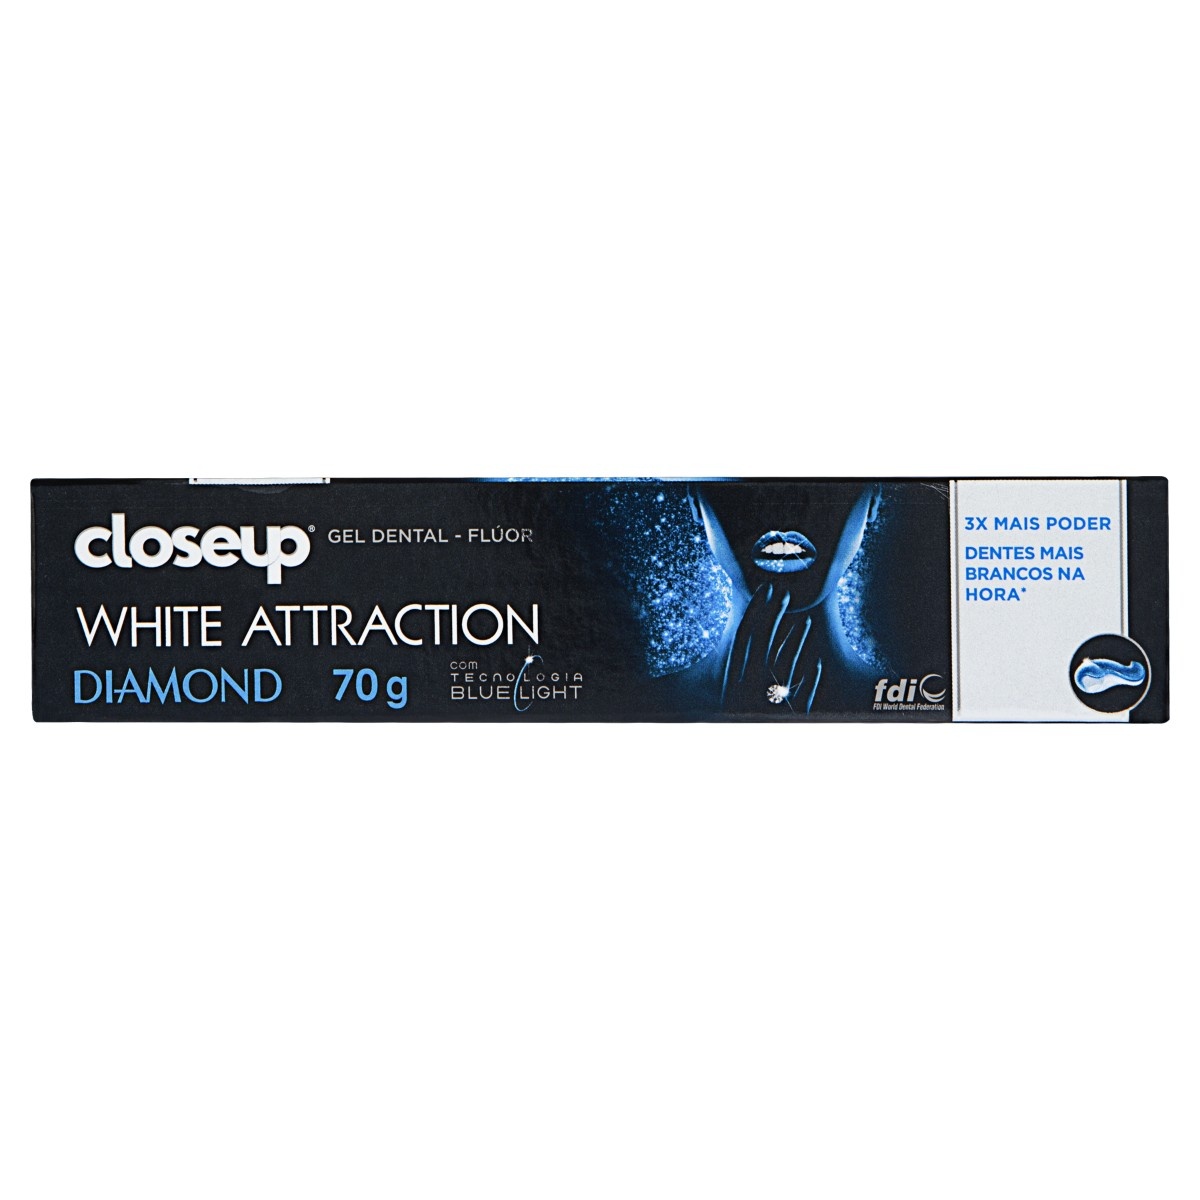 closeup® GEL DENTAL - FLÚOR
WHITE ATTRACTION
DIAMOND 70 g
COM
TECNOLOGIA
BLUE LIGHT
fdi
FDI World Dental Federation
3X MAIS PODER
DENTES MAIS
BRANCOS NA
HORA*